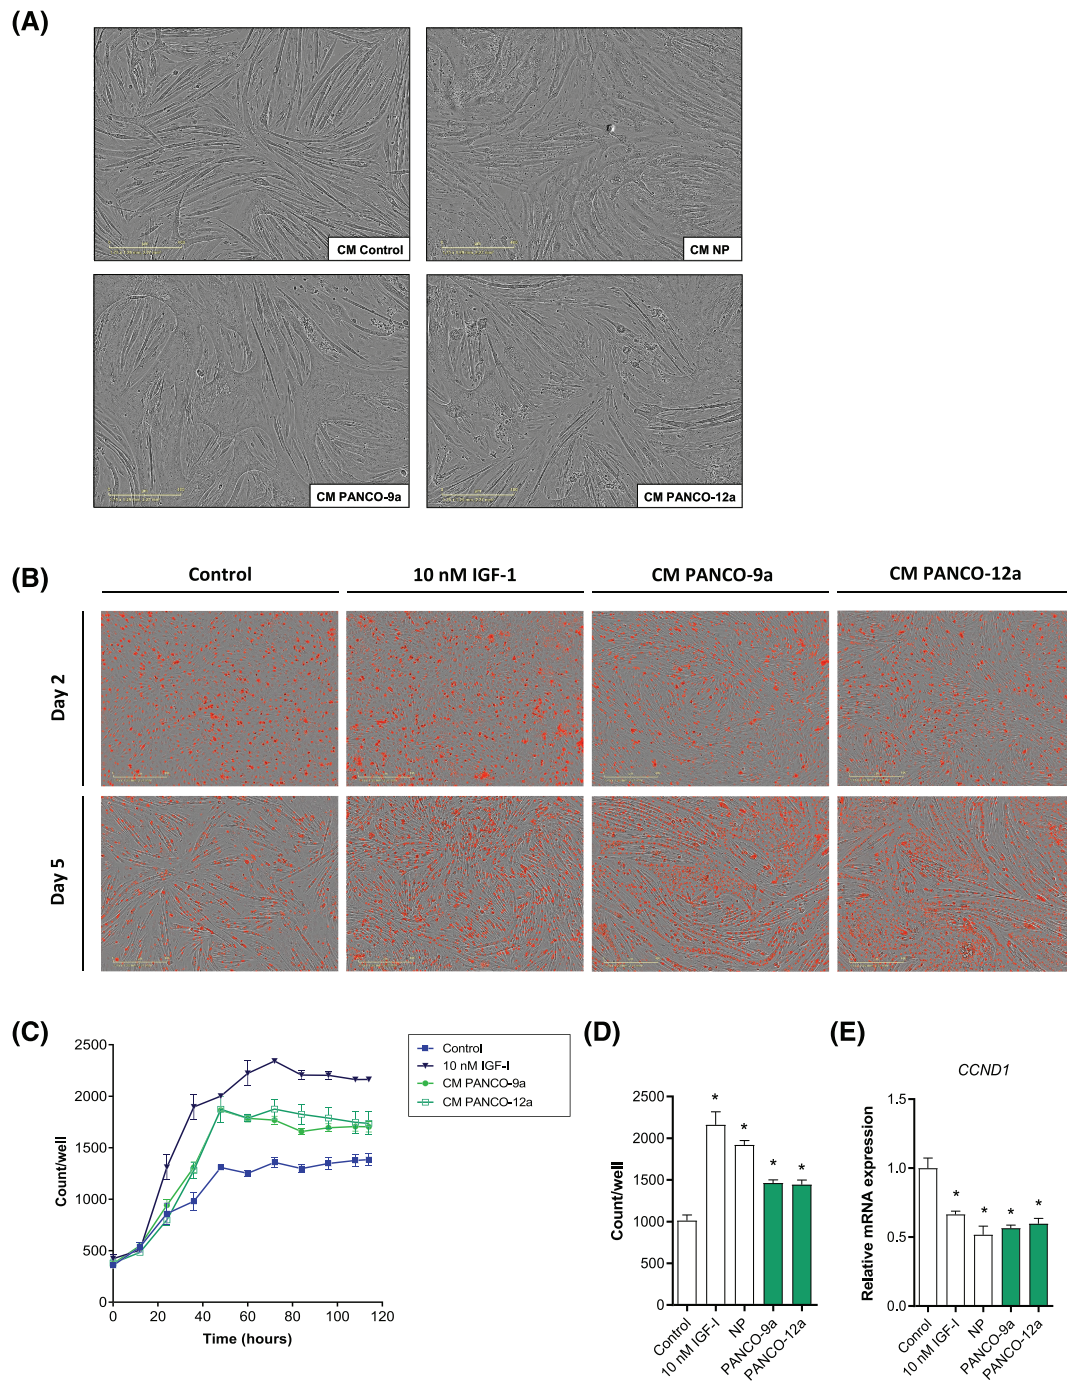 (A)
CM Control
CM NP
CM PANCO-9a
CM PANCO-12a
(B)
Control
10 nM IGF-1
CM PANCO-9a
CM PANCO-12a
Day 2
Day 5
(C)
2500
2000
1500
1000
500
0
Count/well
0
20
40
60
80
100
120
Time (hours)
Control
10 nM IGF-I
CM PANCO-9a
CM PANCO-12a
(D)
2500
2000
1500
1000
500
0
Count/well
*
*
*
*
Control
10 nM IGF-I
NP
PANCO-9a
PANCO-12a
(E)
CCND1
1.5
1.0
0.5
0.0
Relative mRNA expression
*
*
*
*
Control
10 nM IGF-I
NP
PANCO-9a
PANCO-12a